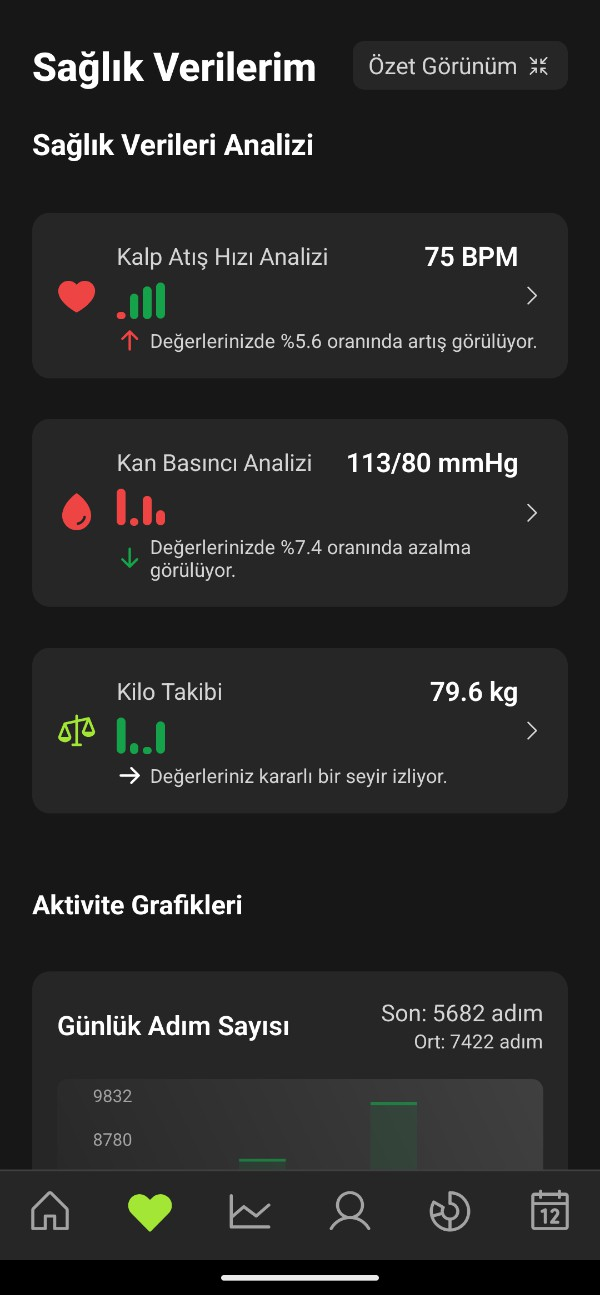 Sağlık Verilerim
Özet Görünüm
Sağlık Verileri Analizi
Kalp Atış Hızı Analizi
75 BPM
Değerlerinizde %5.6 oranında artış görülüyor.
Kan Basıncı Analizi
113/80 mmHg
Değerlerinizde %7.4 oranında azalma
görülüyor.
Kilo Takibi
79.6 kg
Değerleriniz kararlı bir seyir izliyor.
Aktivite Grafikleri
Günlük Adım Sayısı
Son: 5682 adım
Ort: 7422 adım
9832
8780
12